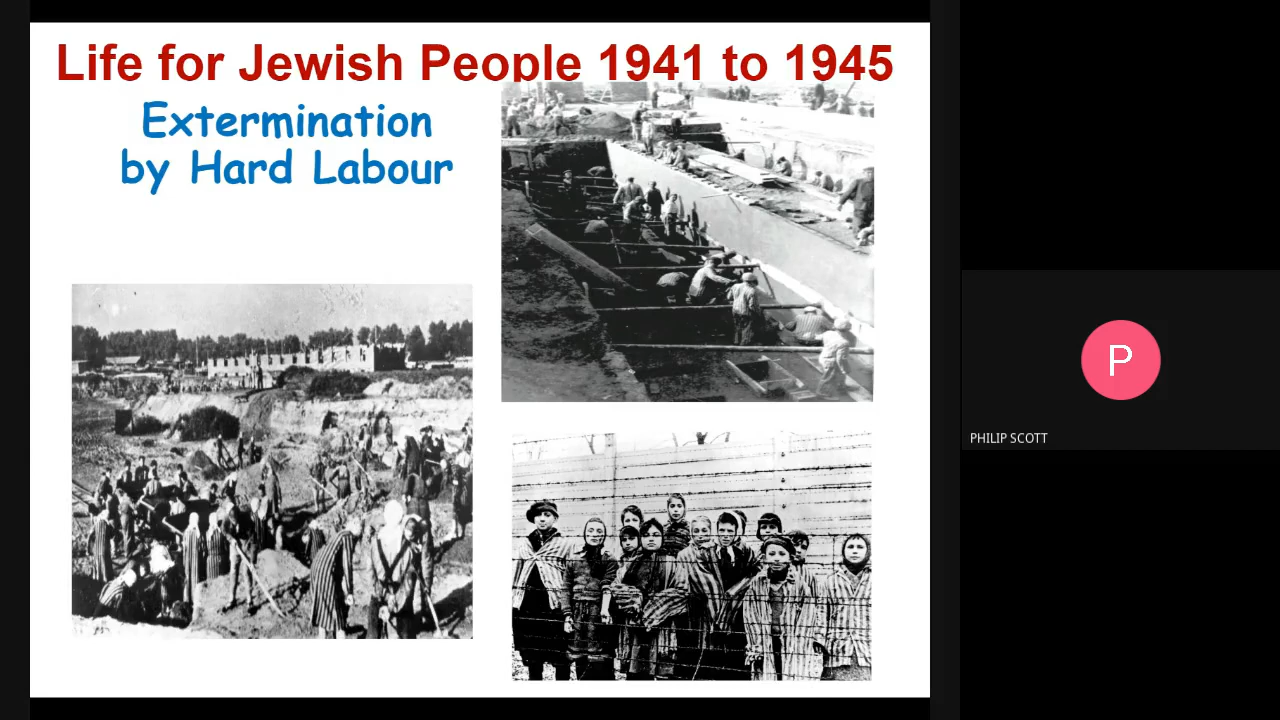 Life for Jewish People 1941 to 1945
Extermination
by Hard Labour
P
PHILIP SCOTT